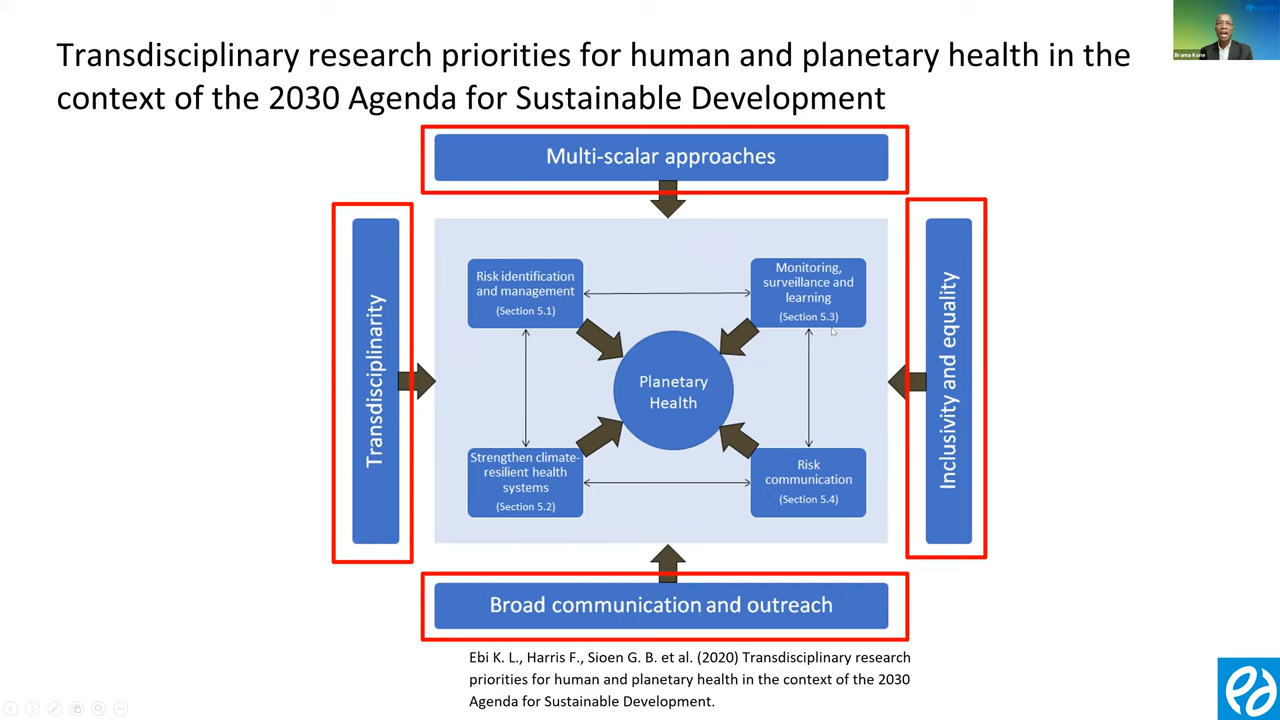 Transdisciplinary research priorities for human and planetary health in the
context of the 2030 Agenda for Sustainable Development
Brama Kone
Multi-scalar approaches
Transdisciplinarity
Risk identification
and management
(Section 5.1)
Monitoring,
surveillance and
learning
(Section 5.3)
Planetary
Health
Strengthen climate-
resilient health
systems
(Section 5.2)
Risk
communication
(Section 5.4)
Inclusivity and equality
Broad communication and outreach
Ebi K. L., Harris F., Sioen G. B. et al. (2020) Transdisciplinary research
priorities for human and planetary health in the context of the 2030
Agenda for Sustainable Development.